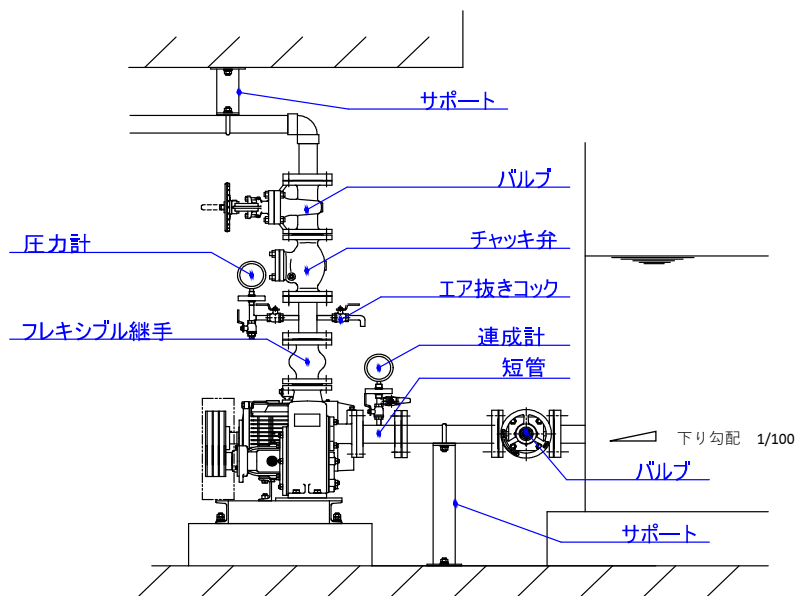 サポート
バルブ
圧力計
チャッキ弁
エア抜きコック
フレキシブル継手
連成計
短管
下り勾配 1/100
バルブ
サポート